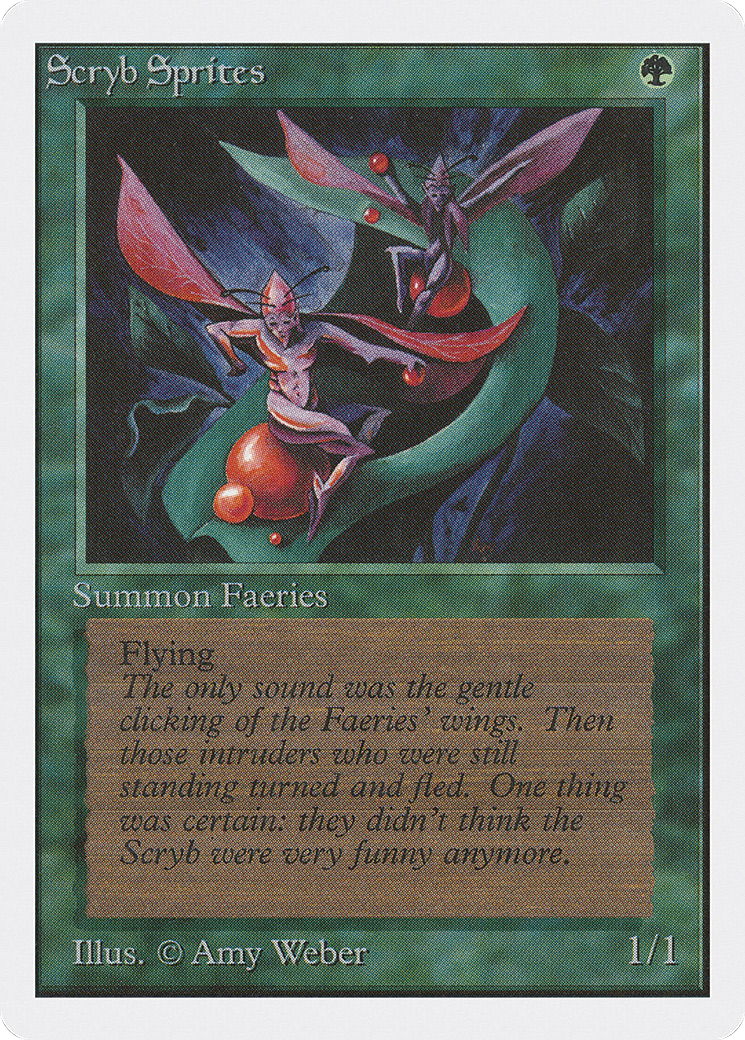 Scryb Sprites
Summon Faeries
Flying
The only sound was the gentle
clicking of the Faeries' wings.  Then
those intruders who were still
standing turned and fled.  One thing
was certain: they didn't think the
Scryb were very funny anymore.
Illus. © Amy Weber
1/1